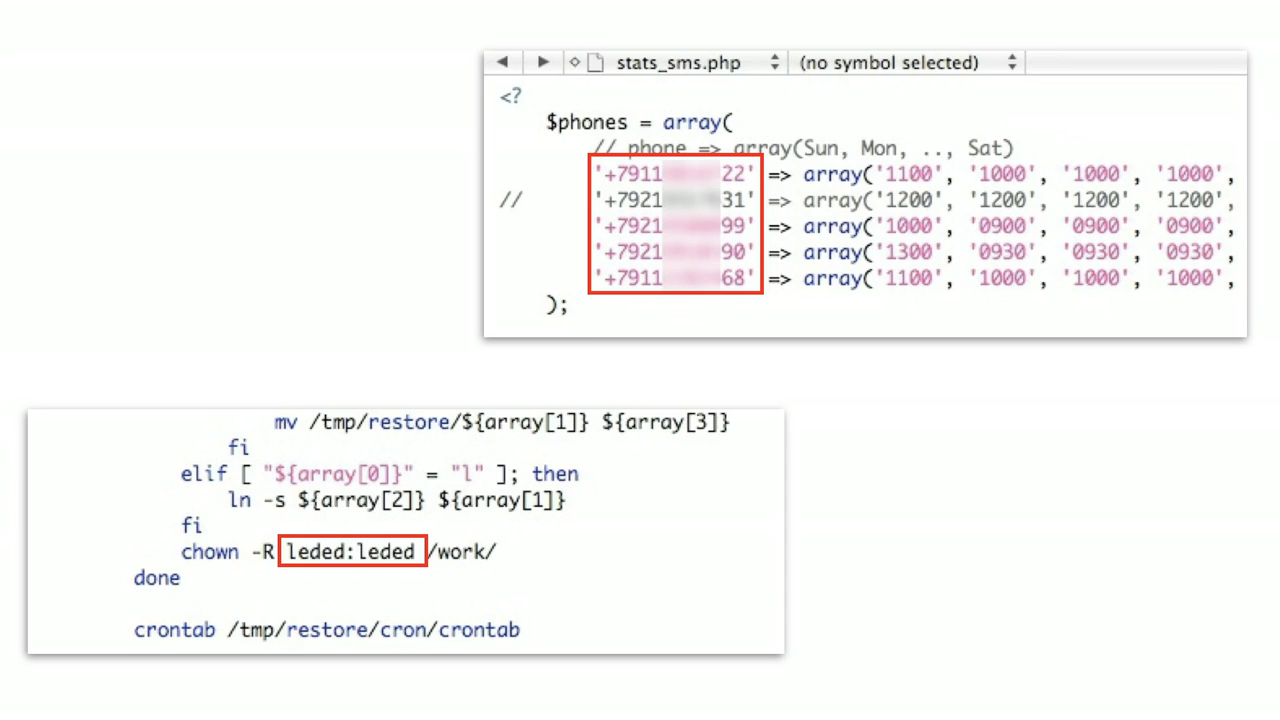 stats_sms.php (no symbol selected)
<?
$phones = array(
// phone => array(Sun, Mon, .., Sat)
'+7911 22' => array('1100', '1000', '1000', '1000',
// '+7921 31' => array('1200', '1200', '1200', '1200',
'+7921 99' => array('1000', '0900', '0900', '0900',
'+7921 90' => array('1300', '0930', '0930', '0930',
'+7911 68' => array('1100', '1000', '1000', '1000',
);
mv /tmp/restore/${array[1]} ${array[3]}
fi
elif [ "${array[0]}" = "l" ]; then
ln -s ${array[2]} ${array[1]}
fi
chown -R leded:leded /work/
done
crontab /tmp/restore/cron/crontab